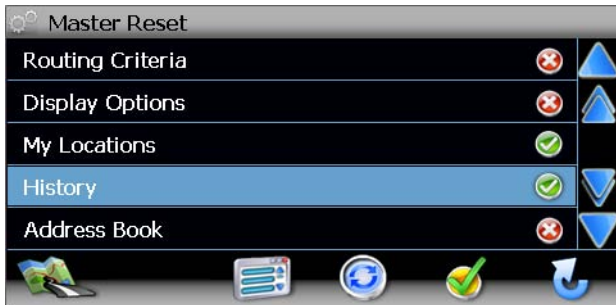 Master Reset
Routing Criteria
Display Options
My Locations
History
Address Book